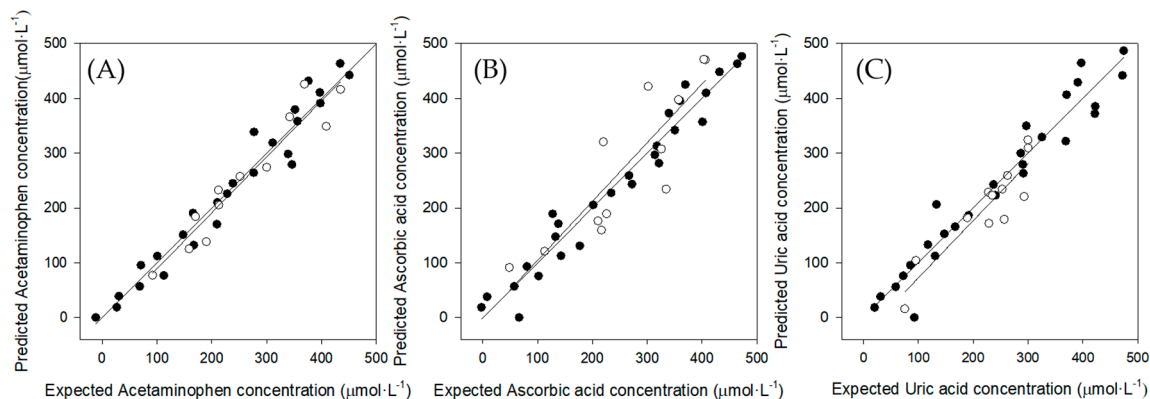 Predicted Acetaminophen concentration(μmol·L⁻¹)
500
400
300
200
100
0
(A)
0 100 200 300 400 500
Expected Acetaminophen concentration (μmol·L⁻¹)
Predicted Ascorbic acid concentration (μmol·L⁻¹)
500
400
300
200
100
0
(B)
0 100 200 300 400 500
Expected Ascorbic acid concentration (μmol·L⁻¹)
Predicted Uric acid concentration (μmol·L⁻¹)
500
400
300
200
100
0
(C)
0 100 200 300 400 500
Expected Uric acid concentration (μmol·L⁻¹)